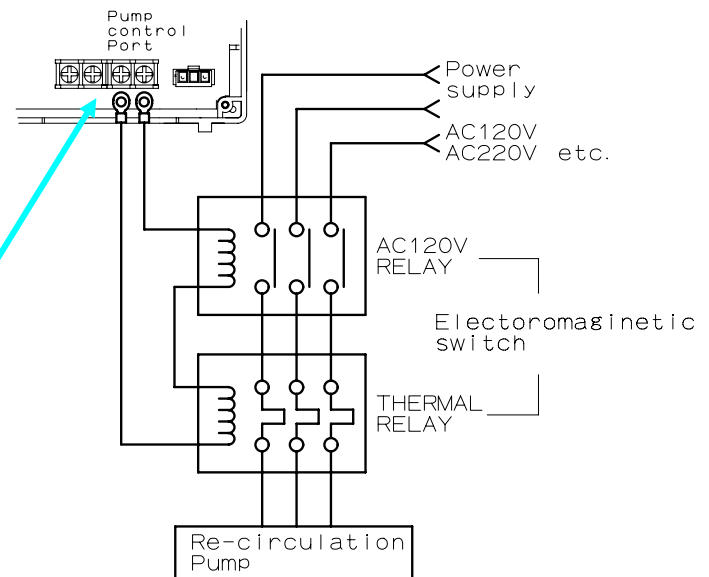 Pump
control
Port
Power
supply
AC120V
AC220V etc.
AC120V
RELAY
Electoromaginetic
switch
THERMAL
RELAY
Re-circulation
Pump